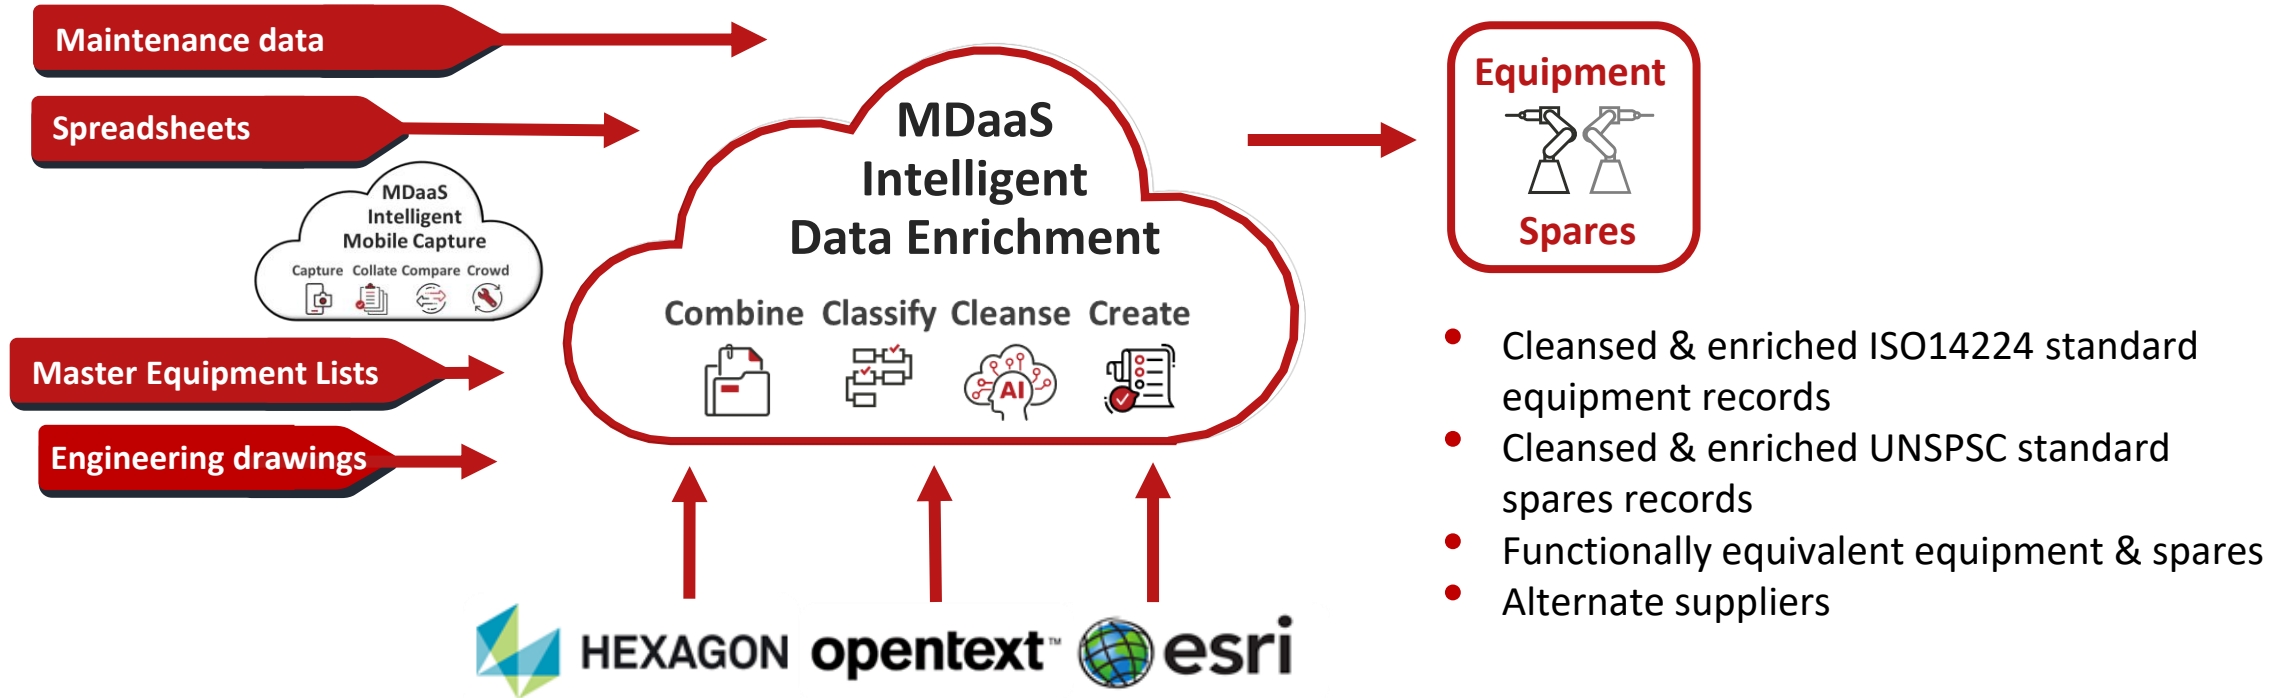 Maintenance data
Spreadsheets
MDaaS
Intelligent
Mobile Capture
Capture Collate Compare Crowd
Master Equipment Lists
Engineering drawings
MDaaS
Intelligent
Data Enrichment
Combine Classify Cleanse Create
AI
HEXAGON opentext™ esri
Equipment
Spares
• Cleansed & enriched ISO14224 standard
equipment records
• Cleansed & enriched UNSPSC standard
spares records
• Functionally equivalent equipment & spares
• Alternate suppliers